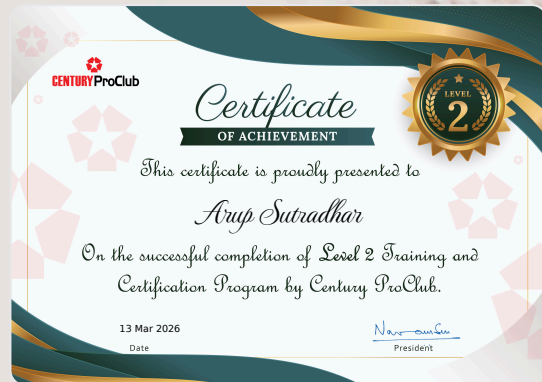 CENTURY ProClub
LEVEL
2
Certificate
OF ACHIEVEMENT
This certificate is proudly presented to
Arup Sutradhar
On the successful completion of Level 2 Training and
Certification Program by Century ProClub.
13 Mar 2026
Date
President